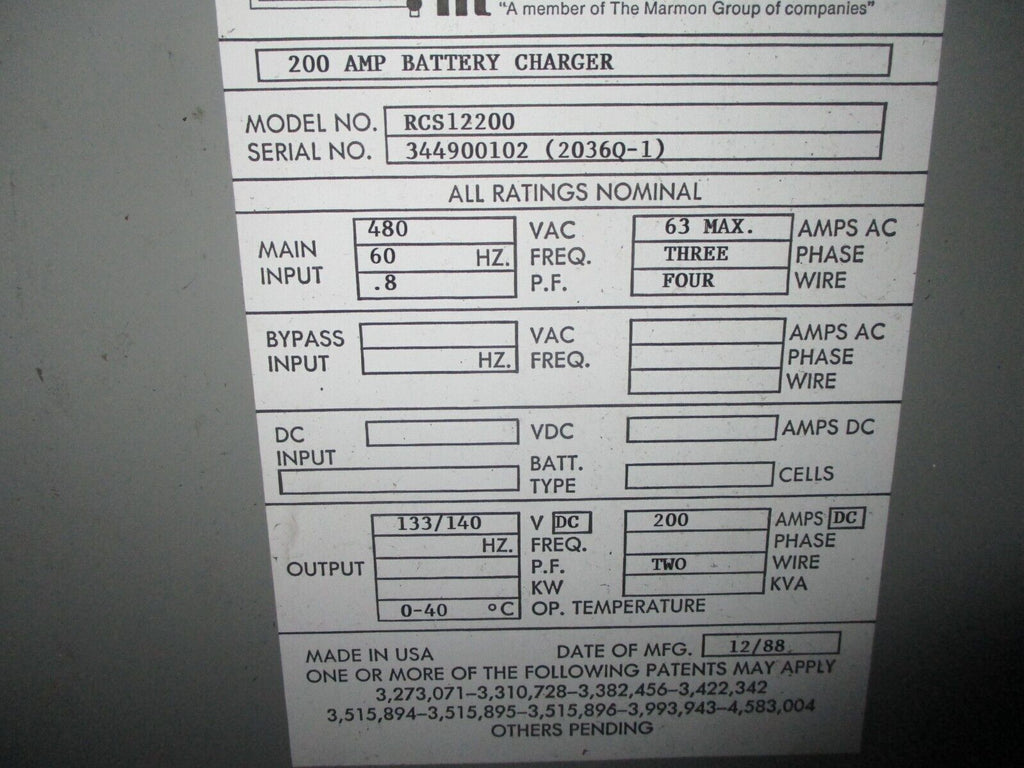 "A member of The Marmon Group of companies"
200 AMP BATTERY CHARGER
MODEL NO. RCS12200
SERIAL NO. 344900102 (2036Q-1)
ALL RATINGS NOMINAL
MAIN INPUT
480 VAC 63 MAX. AMPS AC
60 HZ. FREQ. THREE PHASE
.8 P.F. FOUR WIRE
BYPASS INPUT
VAC AMPS AC
HZ. FREQ. PHASE
WIRE
DC INPUT
VDC AMPS DC
BATT. TYPE CELLS
OUTPUT
133/140 V DC 200 AMPS DC
HZ. FREQ. PHASE
P.F. TWO WIRE
KW KVA
0-40 °C OP. TEMPERATURE
MADE IN USA DATE OF MFG. 12/88
ONE OR MORE OF THE FOLLOWING PATENTS MAY APPLY
3,273,071–3,310,728–3,382,456–3,422,342
3,515,894–3,515,895–3,515,896–3,993,943–4,583,004
OTHERS PENDING